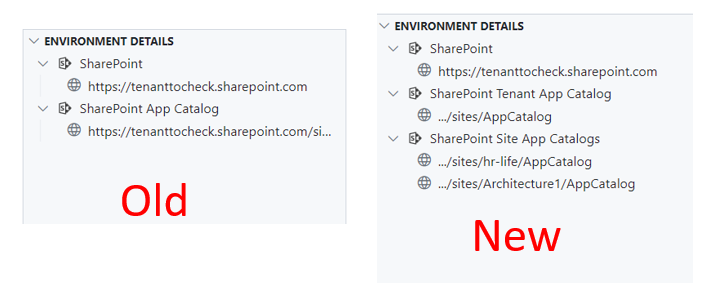 ENVIRONMENT DETAILS
SharePoint
https://tenanttocheck.sharepoint.com
SharePoint App Catalog
https://tenanttocheck.sharepoint.com/si...
Old
ENVIRONMENT DETAILS
SharePoint
https://tenanttocheck.sharepoint.com
SharePoint Tenant App Catalog
.../sites/AppCatalog
SharePoint Site App Catalogs
.../sites/hr-life/AppCatalog
.../sites/Architecture1/AppCatalog
New